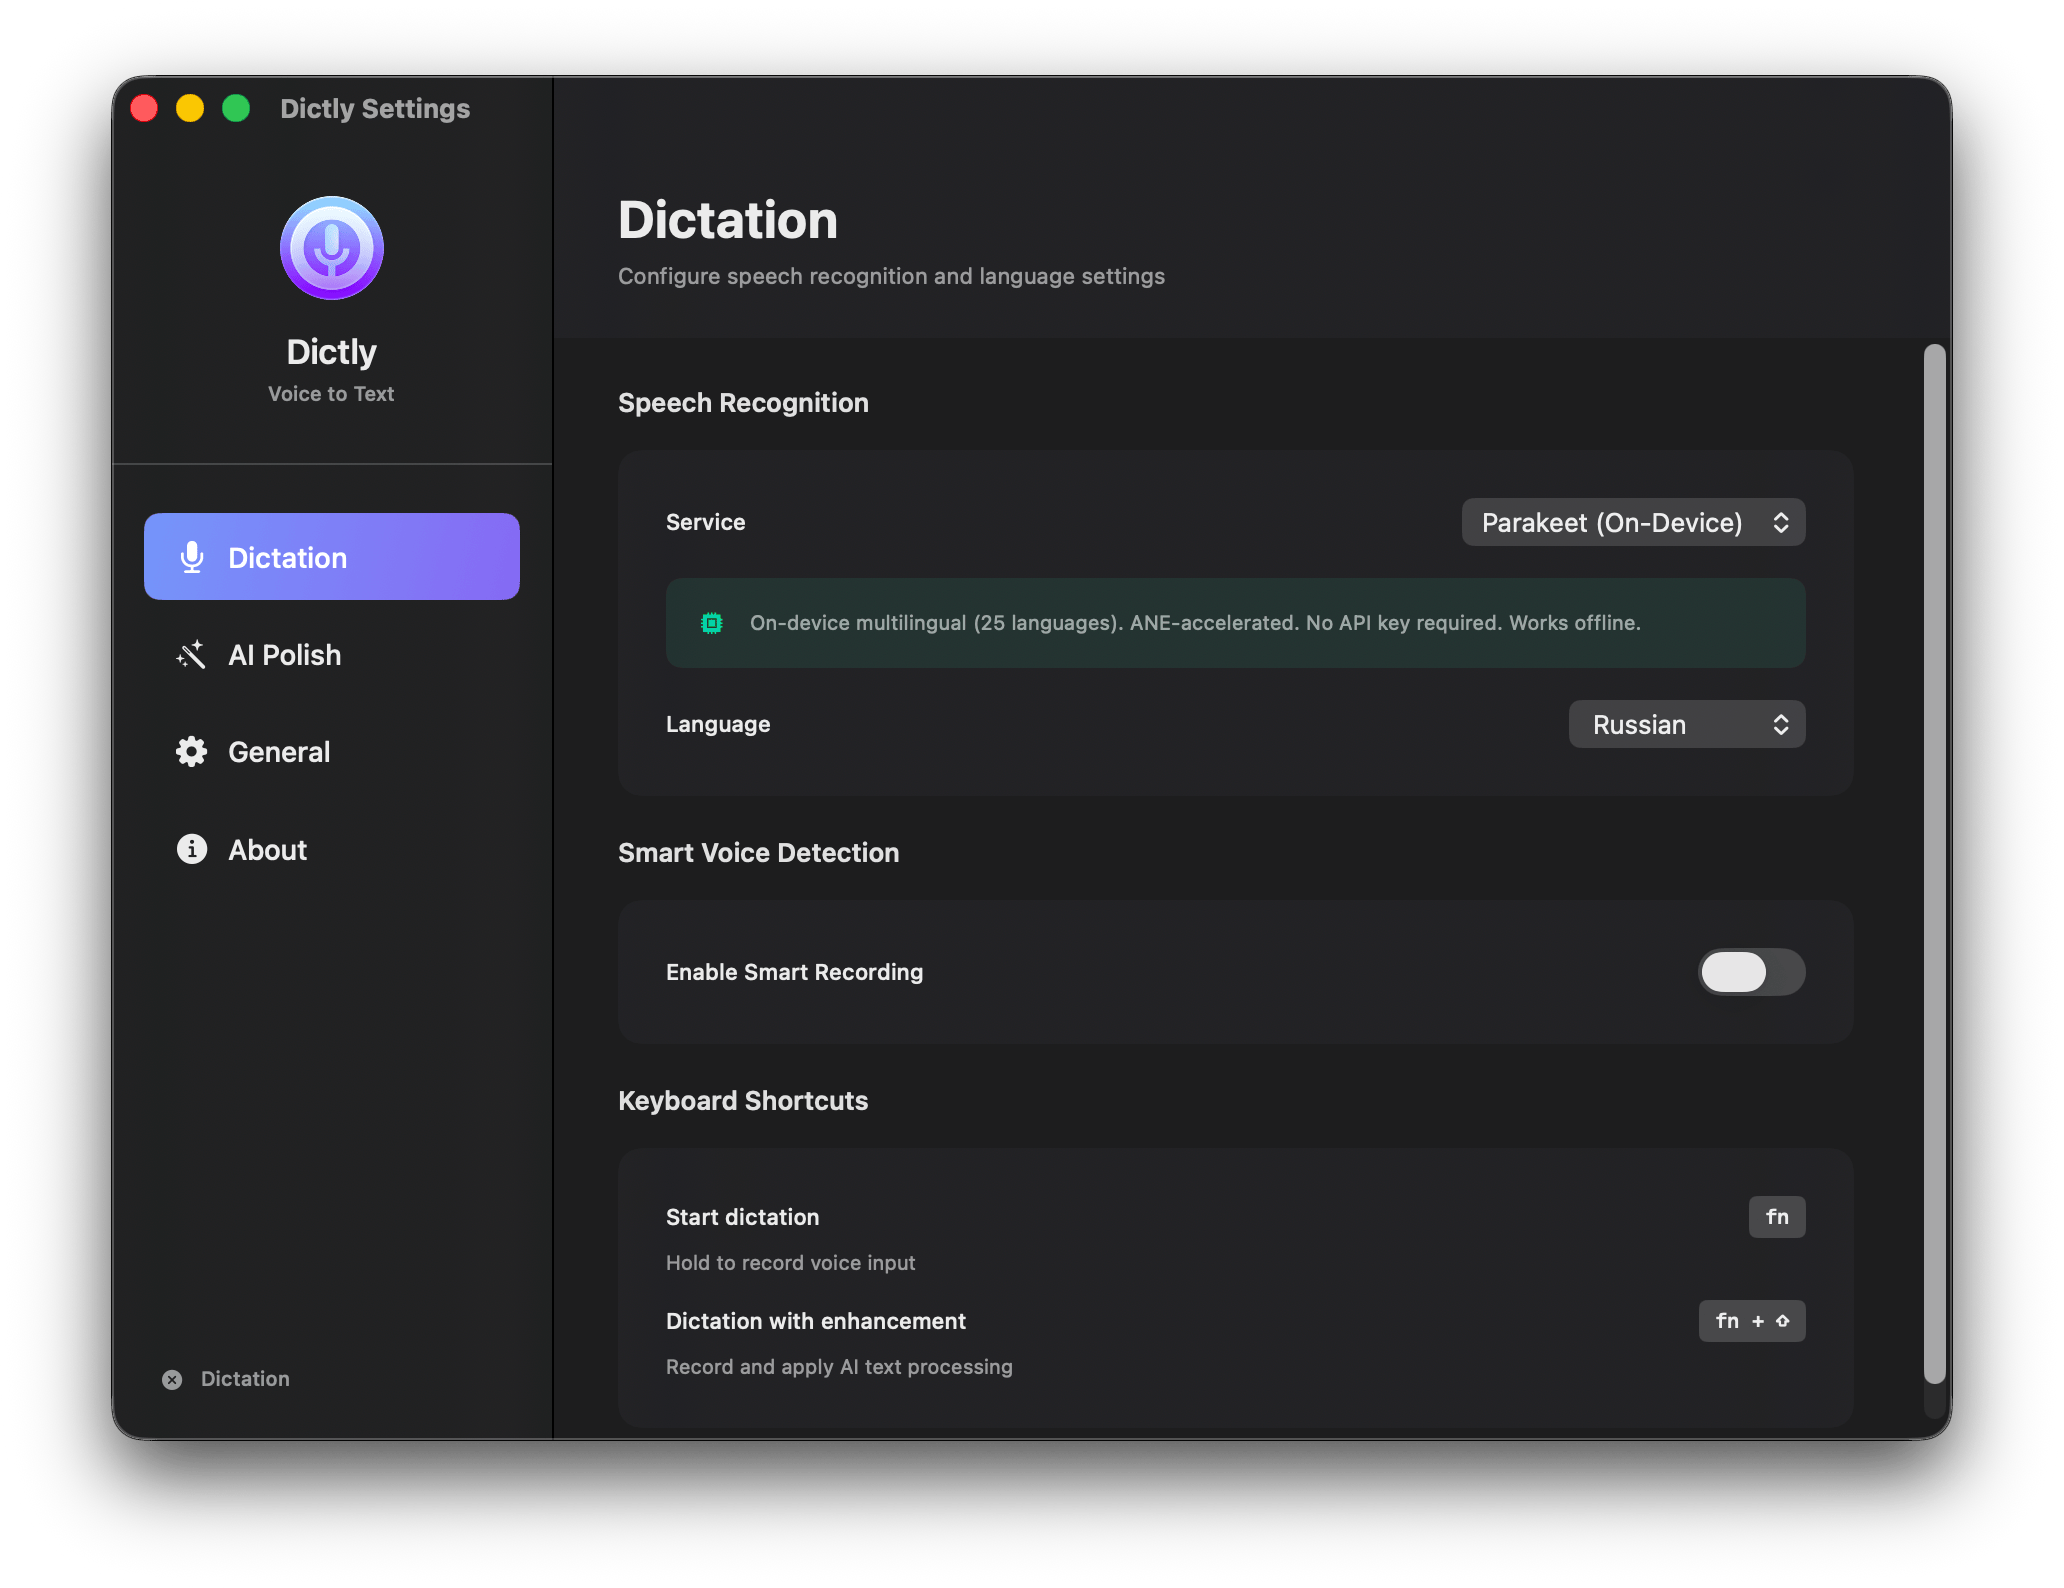 Dictly Settings
Dictly
Voice to Text
Dictation
AI Polish
General
About
Dictation
Dictation
Configure speech recognition and language settings
Speech Recognition
Service
Parakeet (On-Device)
On-device multilingual (25 languages). ANE-accelerated. No API key required. Works offline.
Language
Russian
Smart Voice Detection
Enable Smart Recording
Keyboard Shortcuts
Start dictation
fn
Hold to record voice input
Dictation with enhancement
fn + ⇧
Record and apply AI text processing